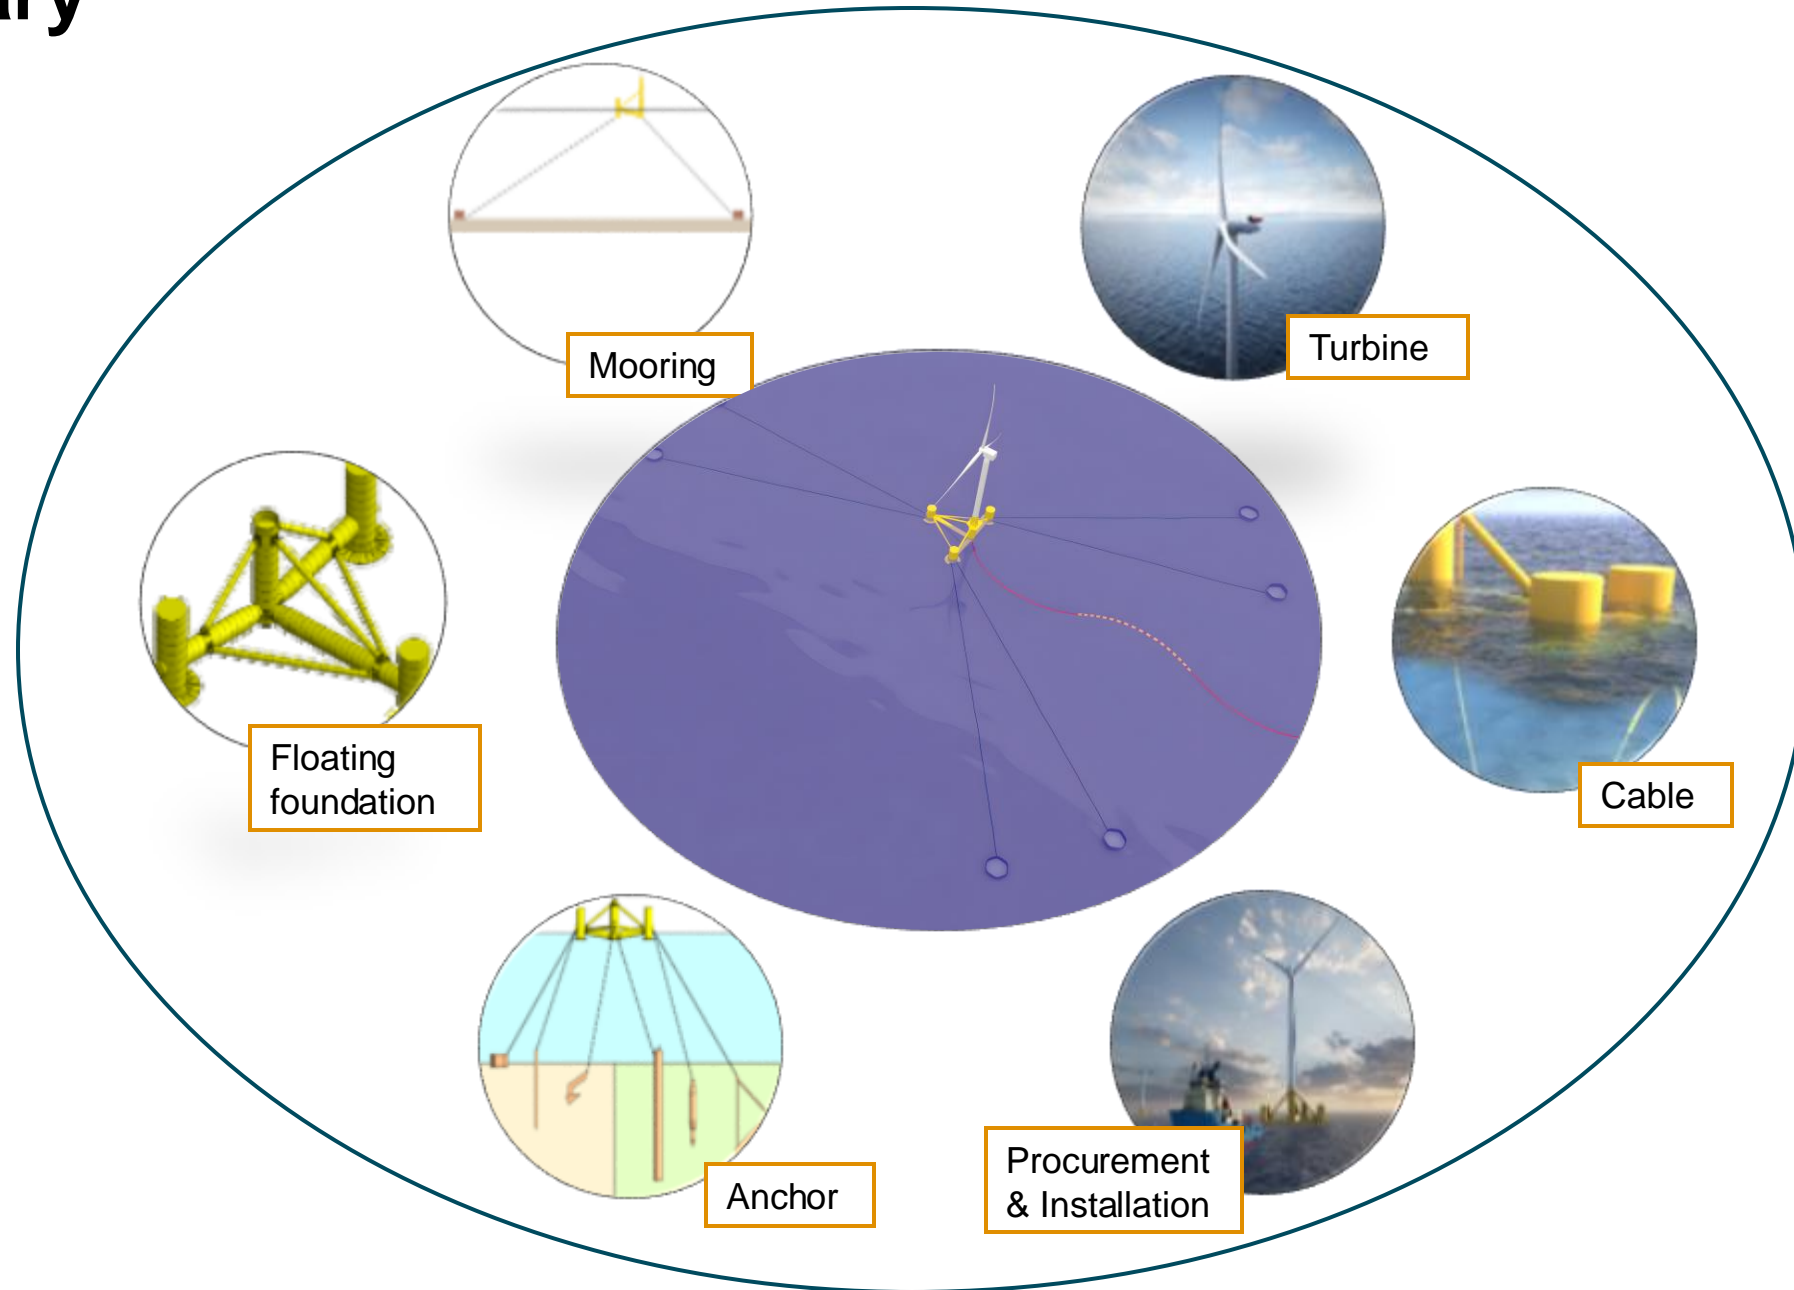 Mooring
Turbine
Floating
foundation
Cable
Anchor
Procurement
& Installation